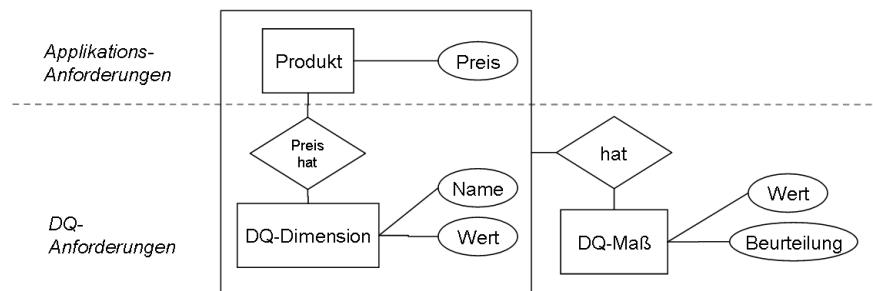 Applikations-
Anforderungen
Produkt
Preis
Preis
hat
hat
Name
Wert
DQ-
Anforderungen
DQ-Dimension
Wert
DQ-Maß
Beurteilung